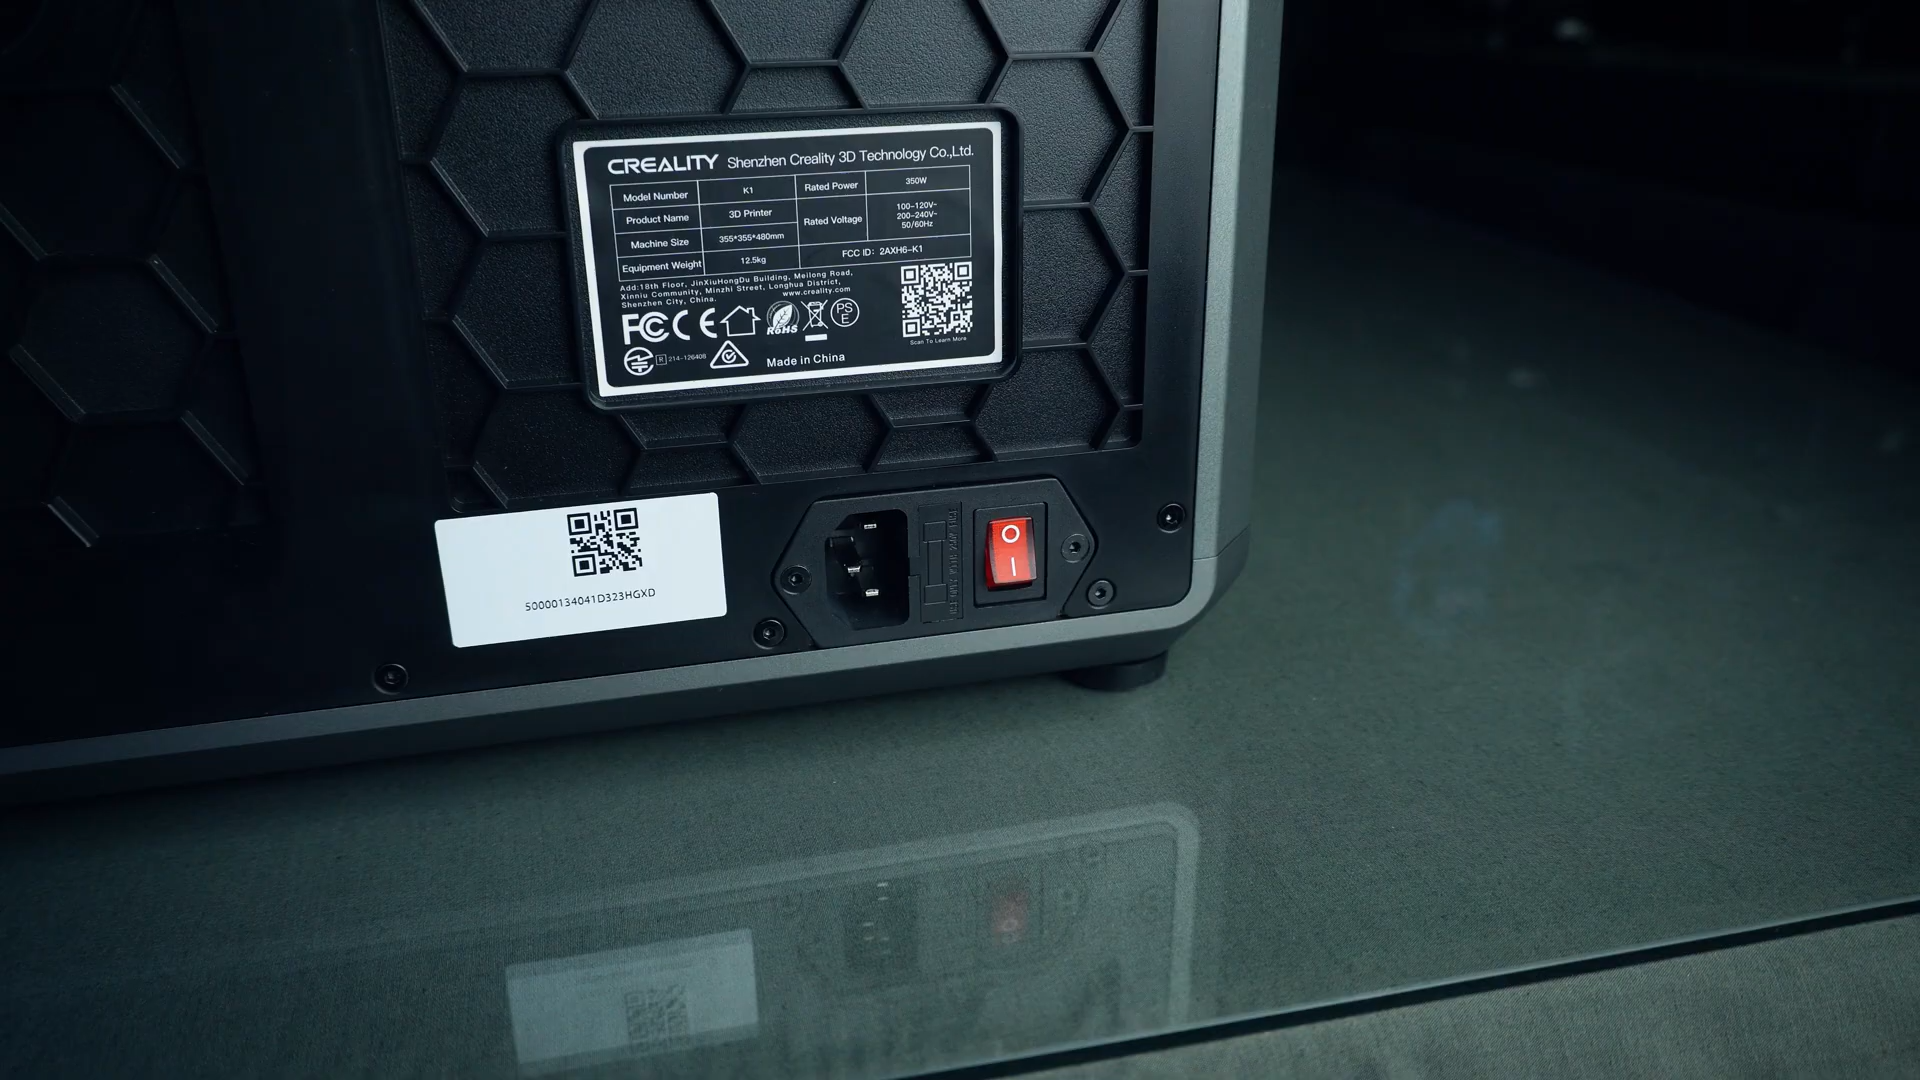 CREALITY Shenzhen Creality 3D Technology Co.,Ltd.
Model Number K1 Rated Power 350W
Product Name 3D Printer Rated Voltage 100-120V~
200-240V~
50/60Hz
Machine Size 355*355*480mm
Equipment Weight 12.5kg FCC ID: 2AXH6-K1
Add:18th Floor, JinXiuHongDu Building, Meilong Road,
Xinniu Community, Minzhi Street, Longhua District,
Shenzhen City, China. www.creality.com
FC CE RoHS PS E
R 214-126408 Made in China
Scan To Learn More
50000134041D323HGXD
O
I